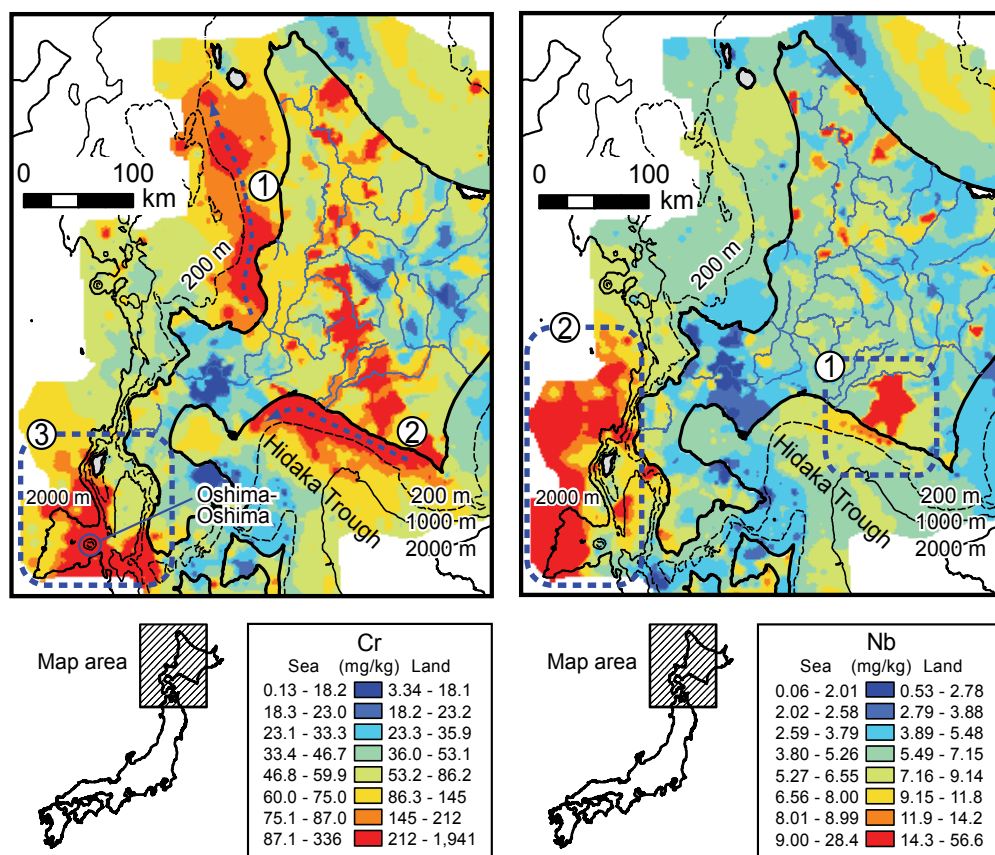 0 100
km
200 m
①
②
③
2000 m
Oshima-
Oshima
Hidaka Trough
200 m
1000 m
2000 m
0 100
km
200 m
①
②
2000 m
Hidaka Trough
200 m
1000 m
2000 m
Map area
Cr
Sea (mg/kg) Land
0.13 - 18.2 3.34 - 18.1
18.3 - 23.0 18.2 - 23.2
23.1 - 33.3 23.3 - 35.9
33.4 - 46.7 36.0 - 53.1
46.8 - 59.9 53.2 - 86.2
60.0 - 75.0 86.3 - 145
75.1 - 87.0 145 - 212
87.1 - 336 212 - 1,941
Map area
Nb
Sea (mg/kg) Land
0.06 - 2.01 0.53 - 2.78
2.02 - 2.58 2.79 - 3.88
2.59 - 3.79 3.89 - 5.48
3.80 - 5.26 5.49 - 7.15
5.27 - 6.55 7.16 - 9.14
6.56 - 8.00 9.15 - 11.8
8.01 - 8.99 11.9 - 14.2
9.00 - 28.4 14.3 - 56.6